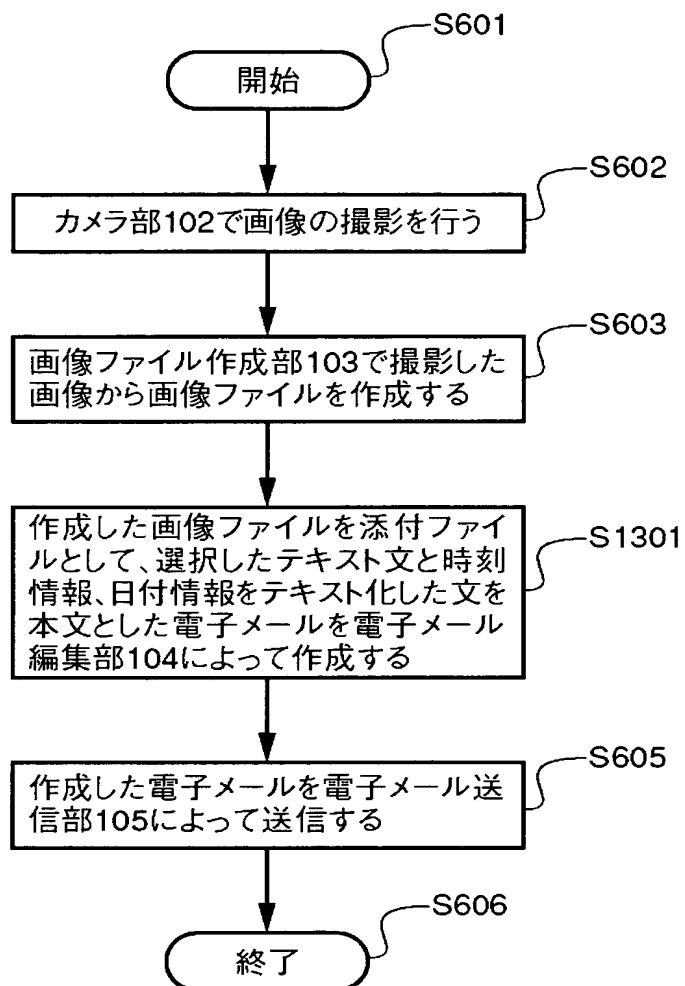 S601
開始
S602
カメラ部102で画像の撮影を行う
S603
画像ファイル作成部103で撮影した
画像から画像ファイルを作成する
S1301
作成した画像ファイルを添付ファイ
ルとして、選択したテキスト文と時刻
情報、日付情報をテキスト化した文を
本文とした電子メールを電子メール
編集部104によって作成する
S605
作成した電子メールを電子メール送
信部105によって送信する
S606
終了